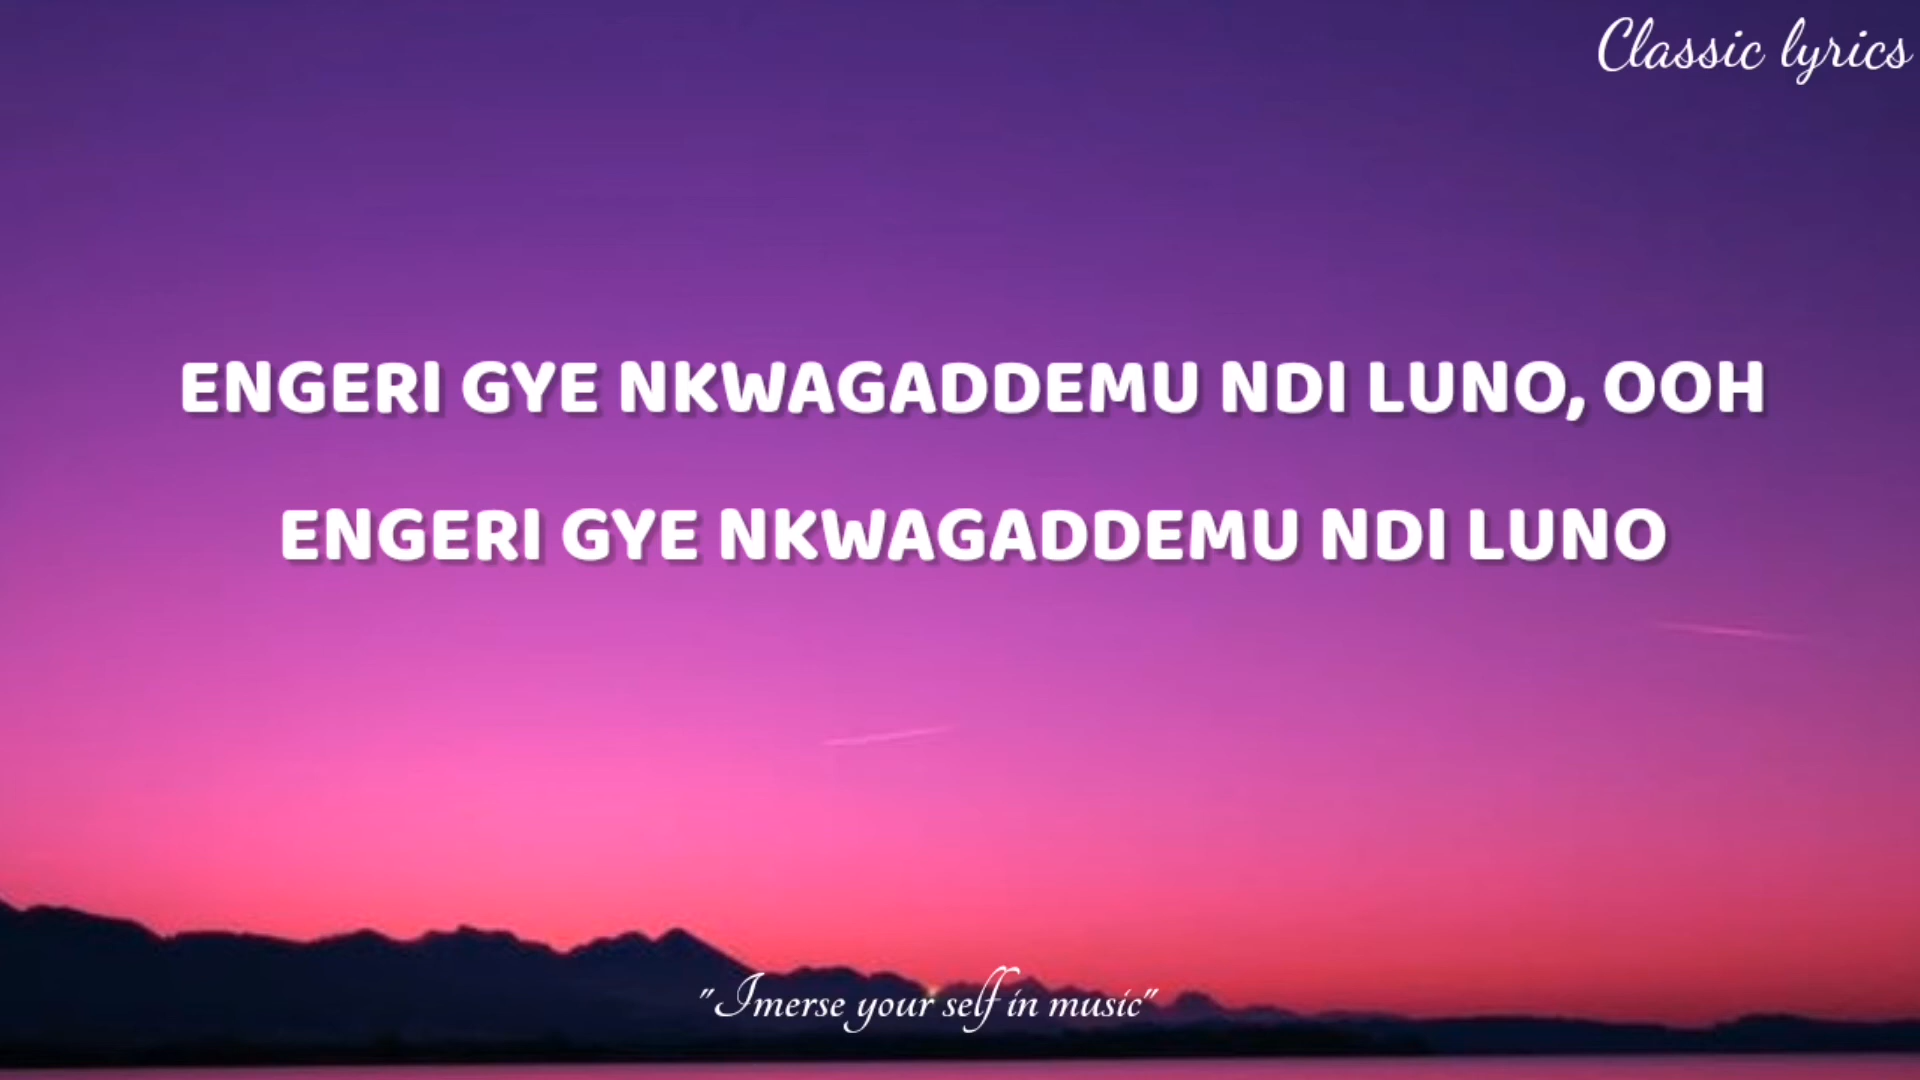 Classic lyrics
ENGERI GYE NKWAGADDEMU NDI LUNO, OOH
ENGERI GYE NKWAGADDEMU NDI LUNO
"Imerse your self in music"